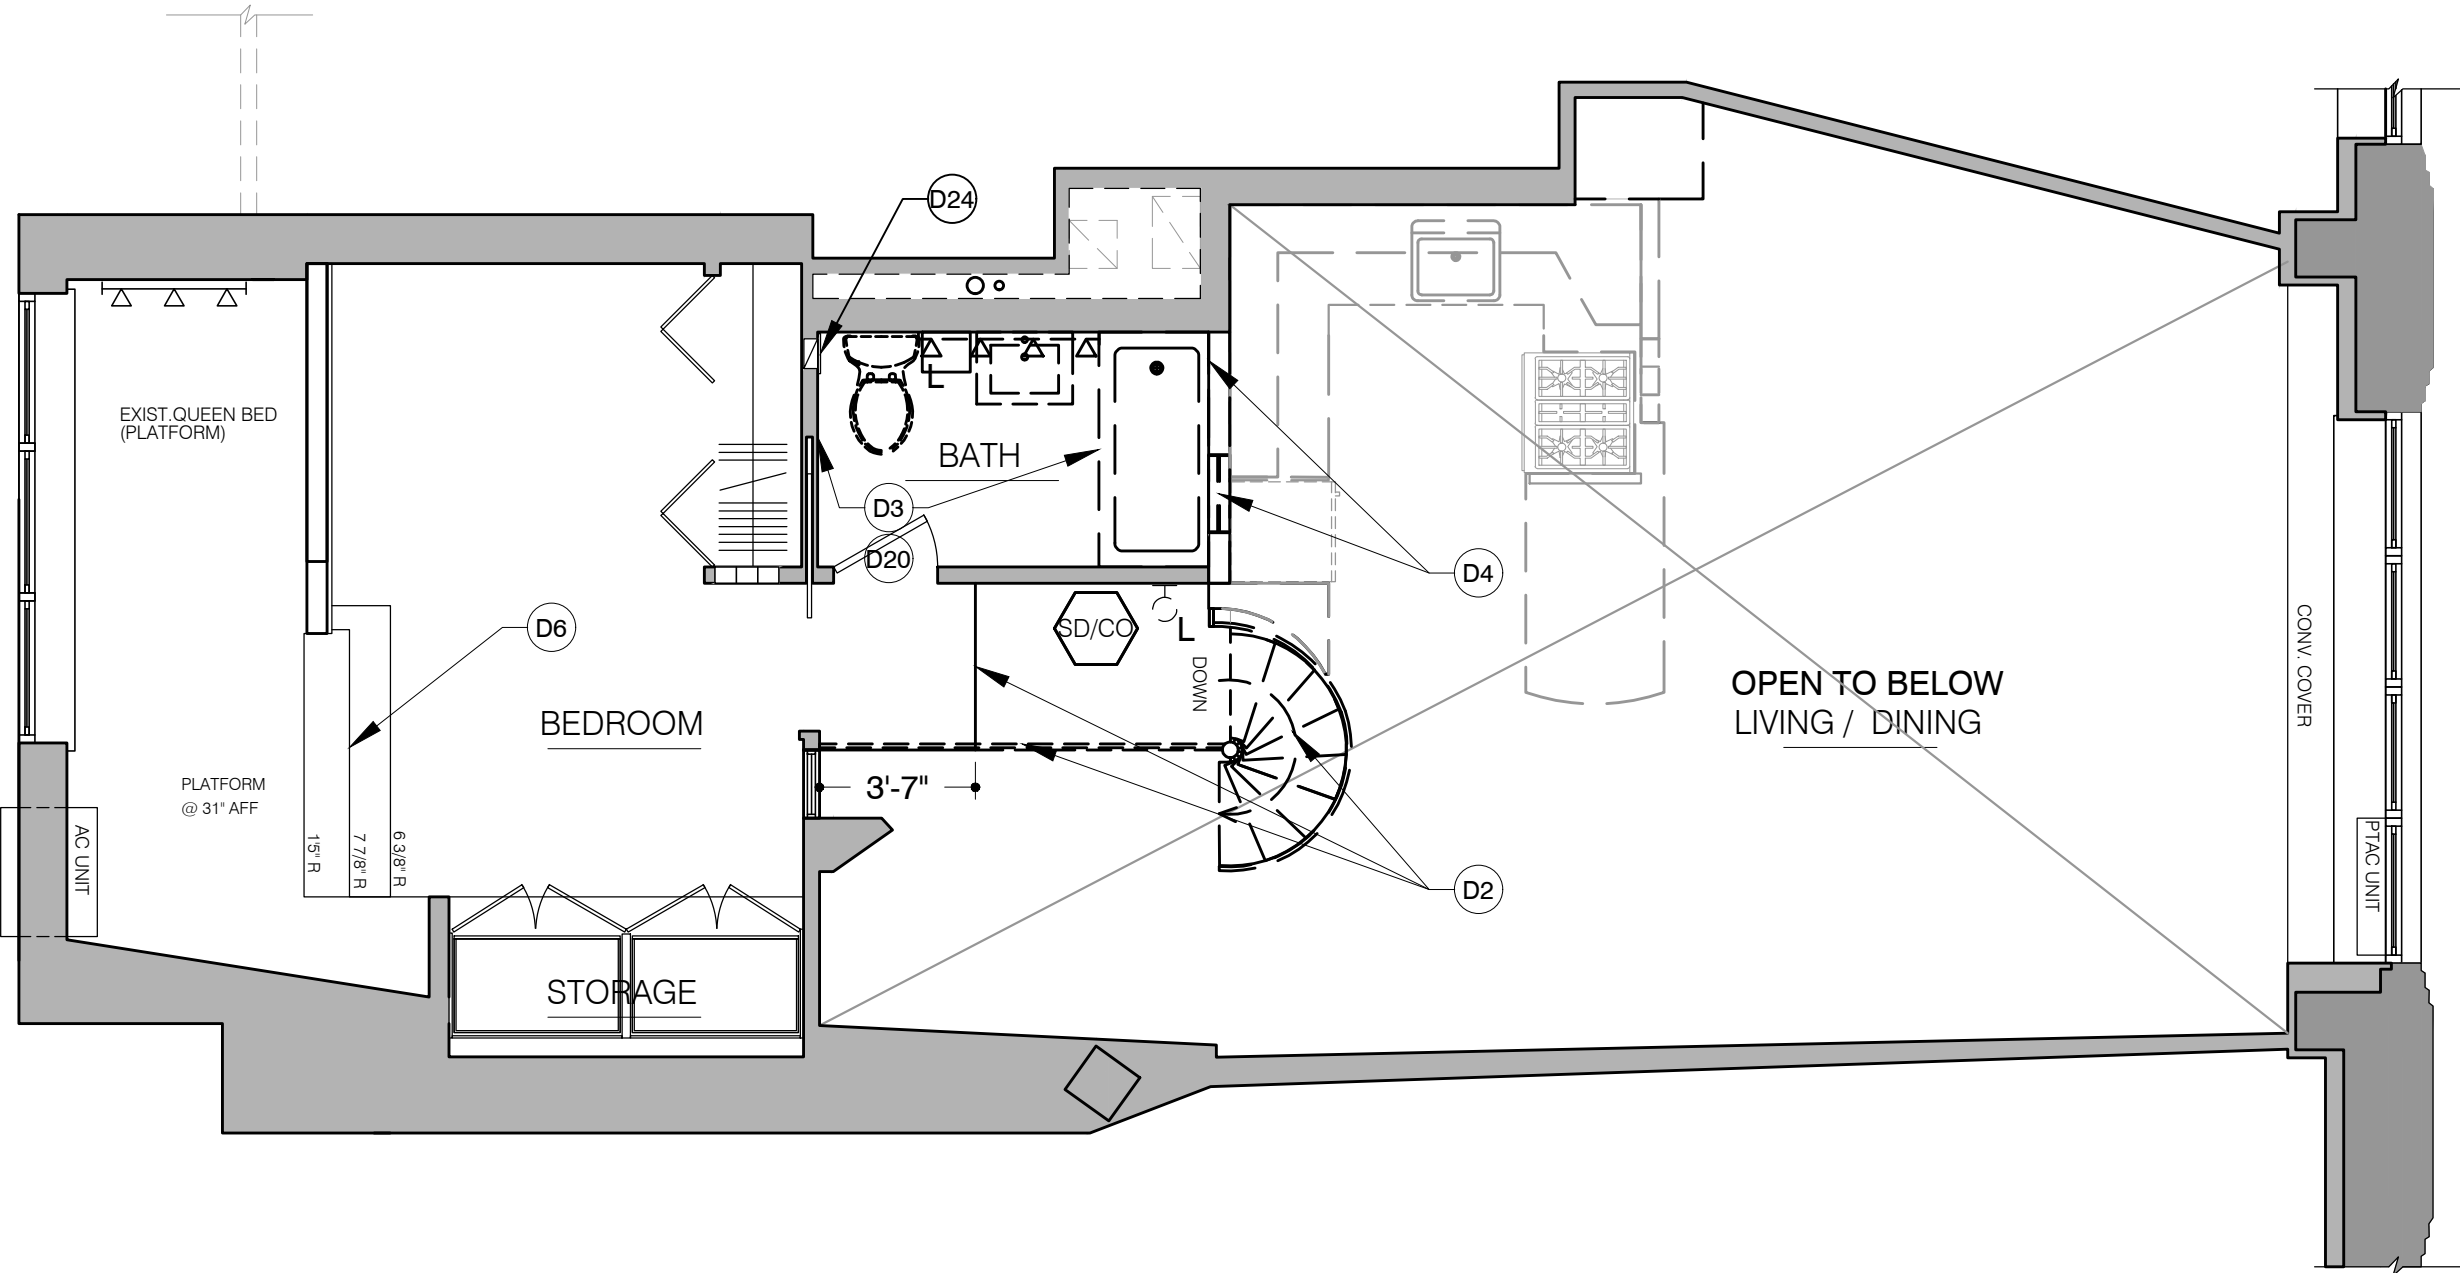 D24
EXIST.QUEEN BED
(PLATFORM)
L
BATH
D3
D20
D4
D6
SD/CO
L
DOWN
BEDROOM
OPEN TO BELOW
LIVING / DINING
CONV. COVER
PLATFORM
@ 31" AFF
3'-7"
AC UNIT
1'5" R
7 7/8" R
6 3/8" R
PTAC UNIT
D2
STORAGE